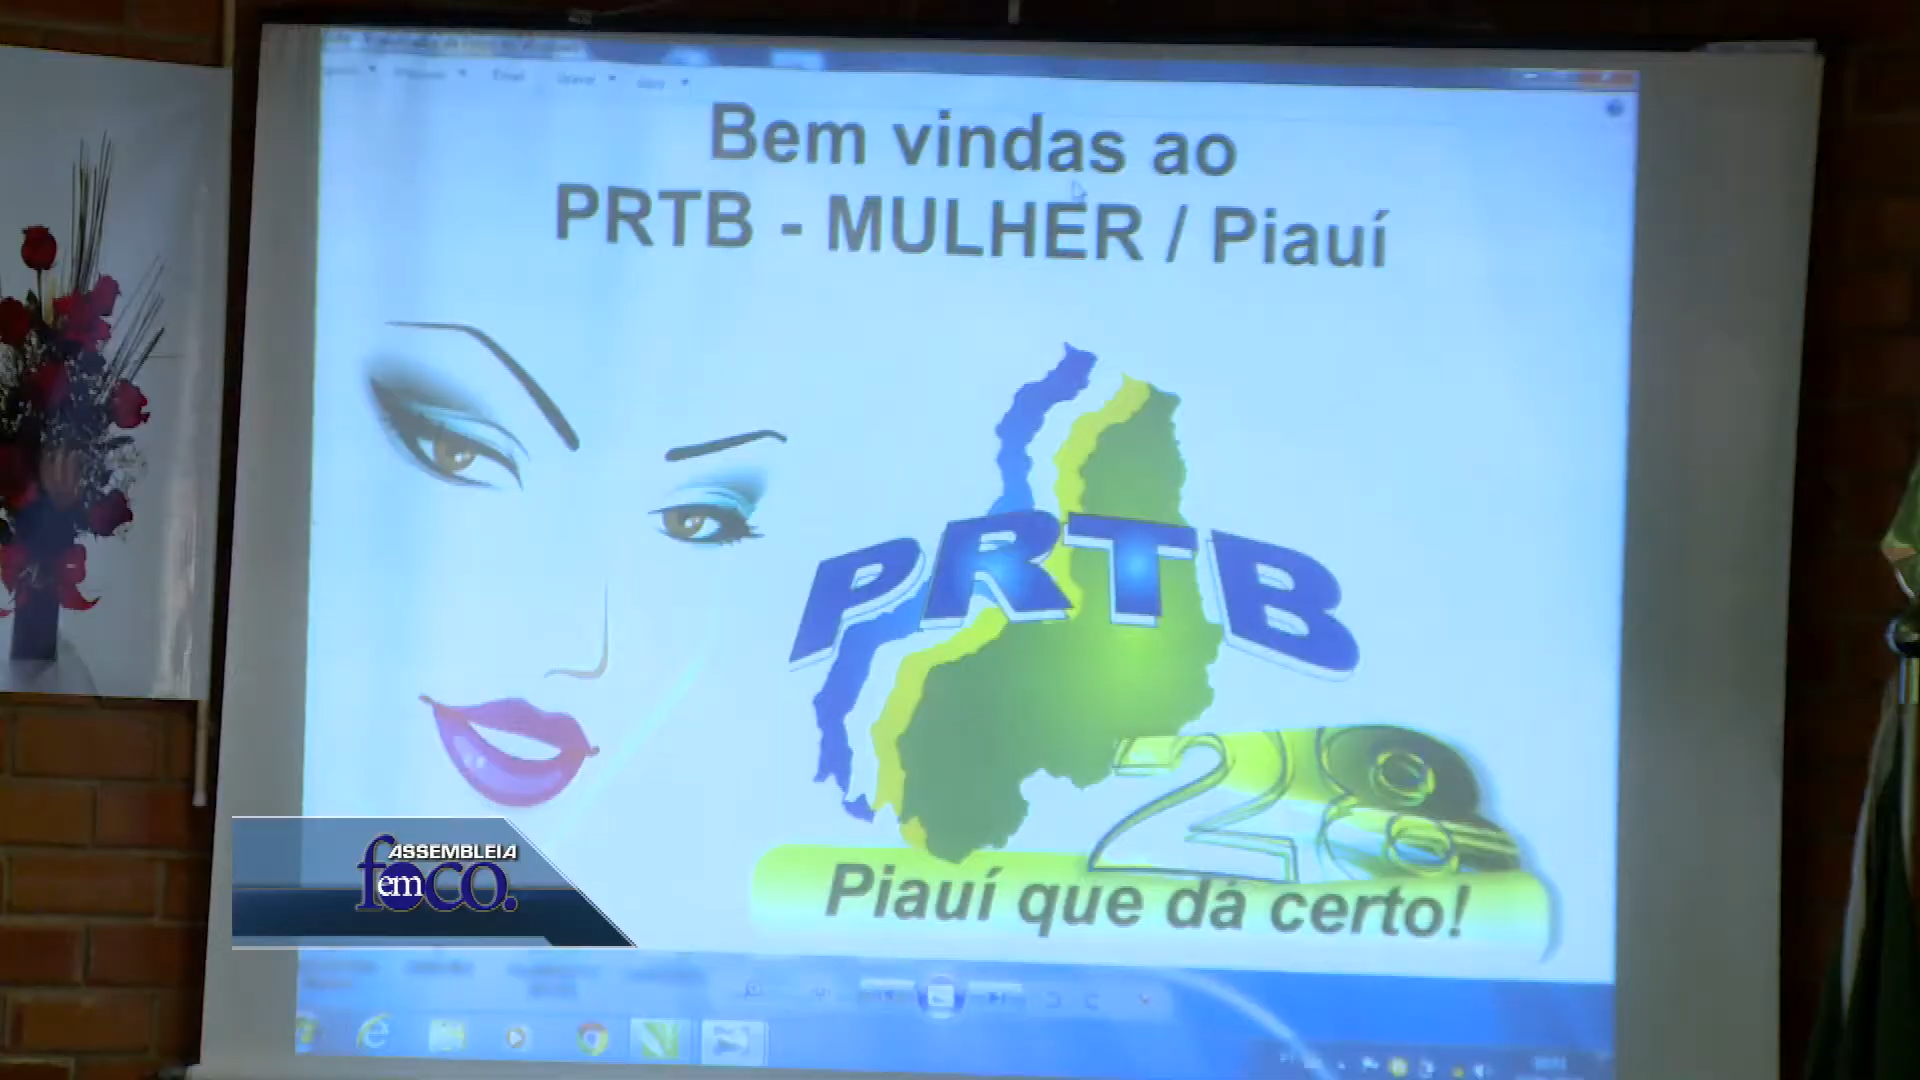 Bem vindas ao
PRTB - MULHER / Piauí
PRTB
28
Piauí que dá certo!
ASSEMBLEIA
em foco.